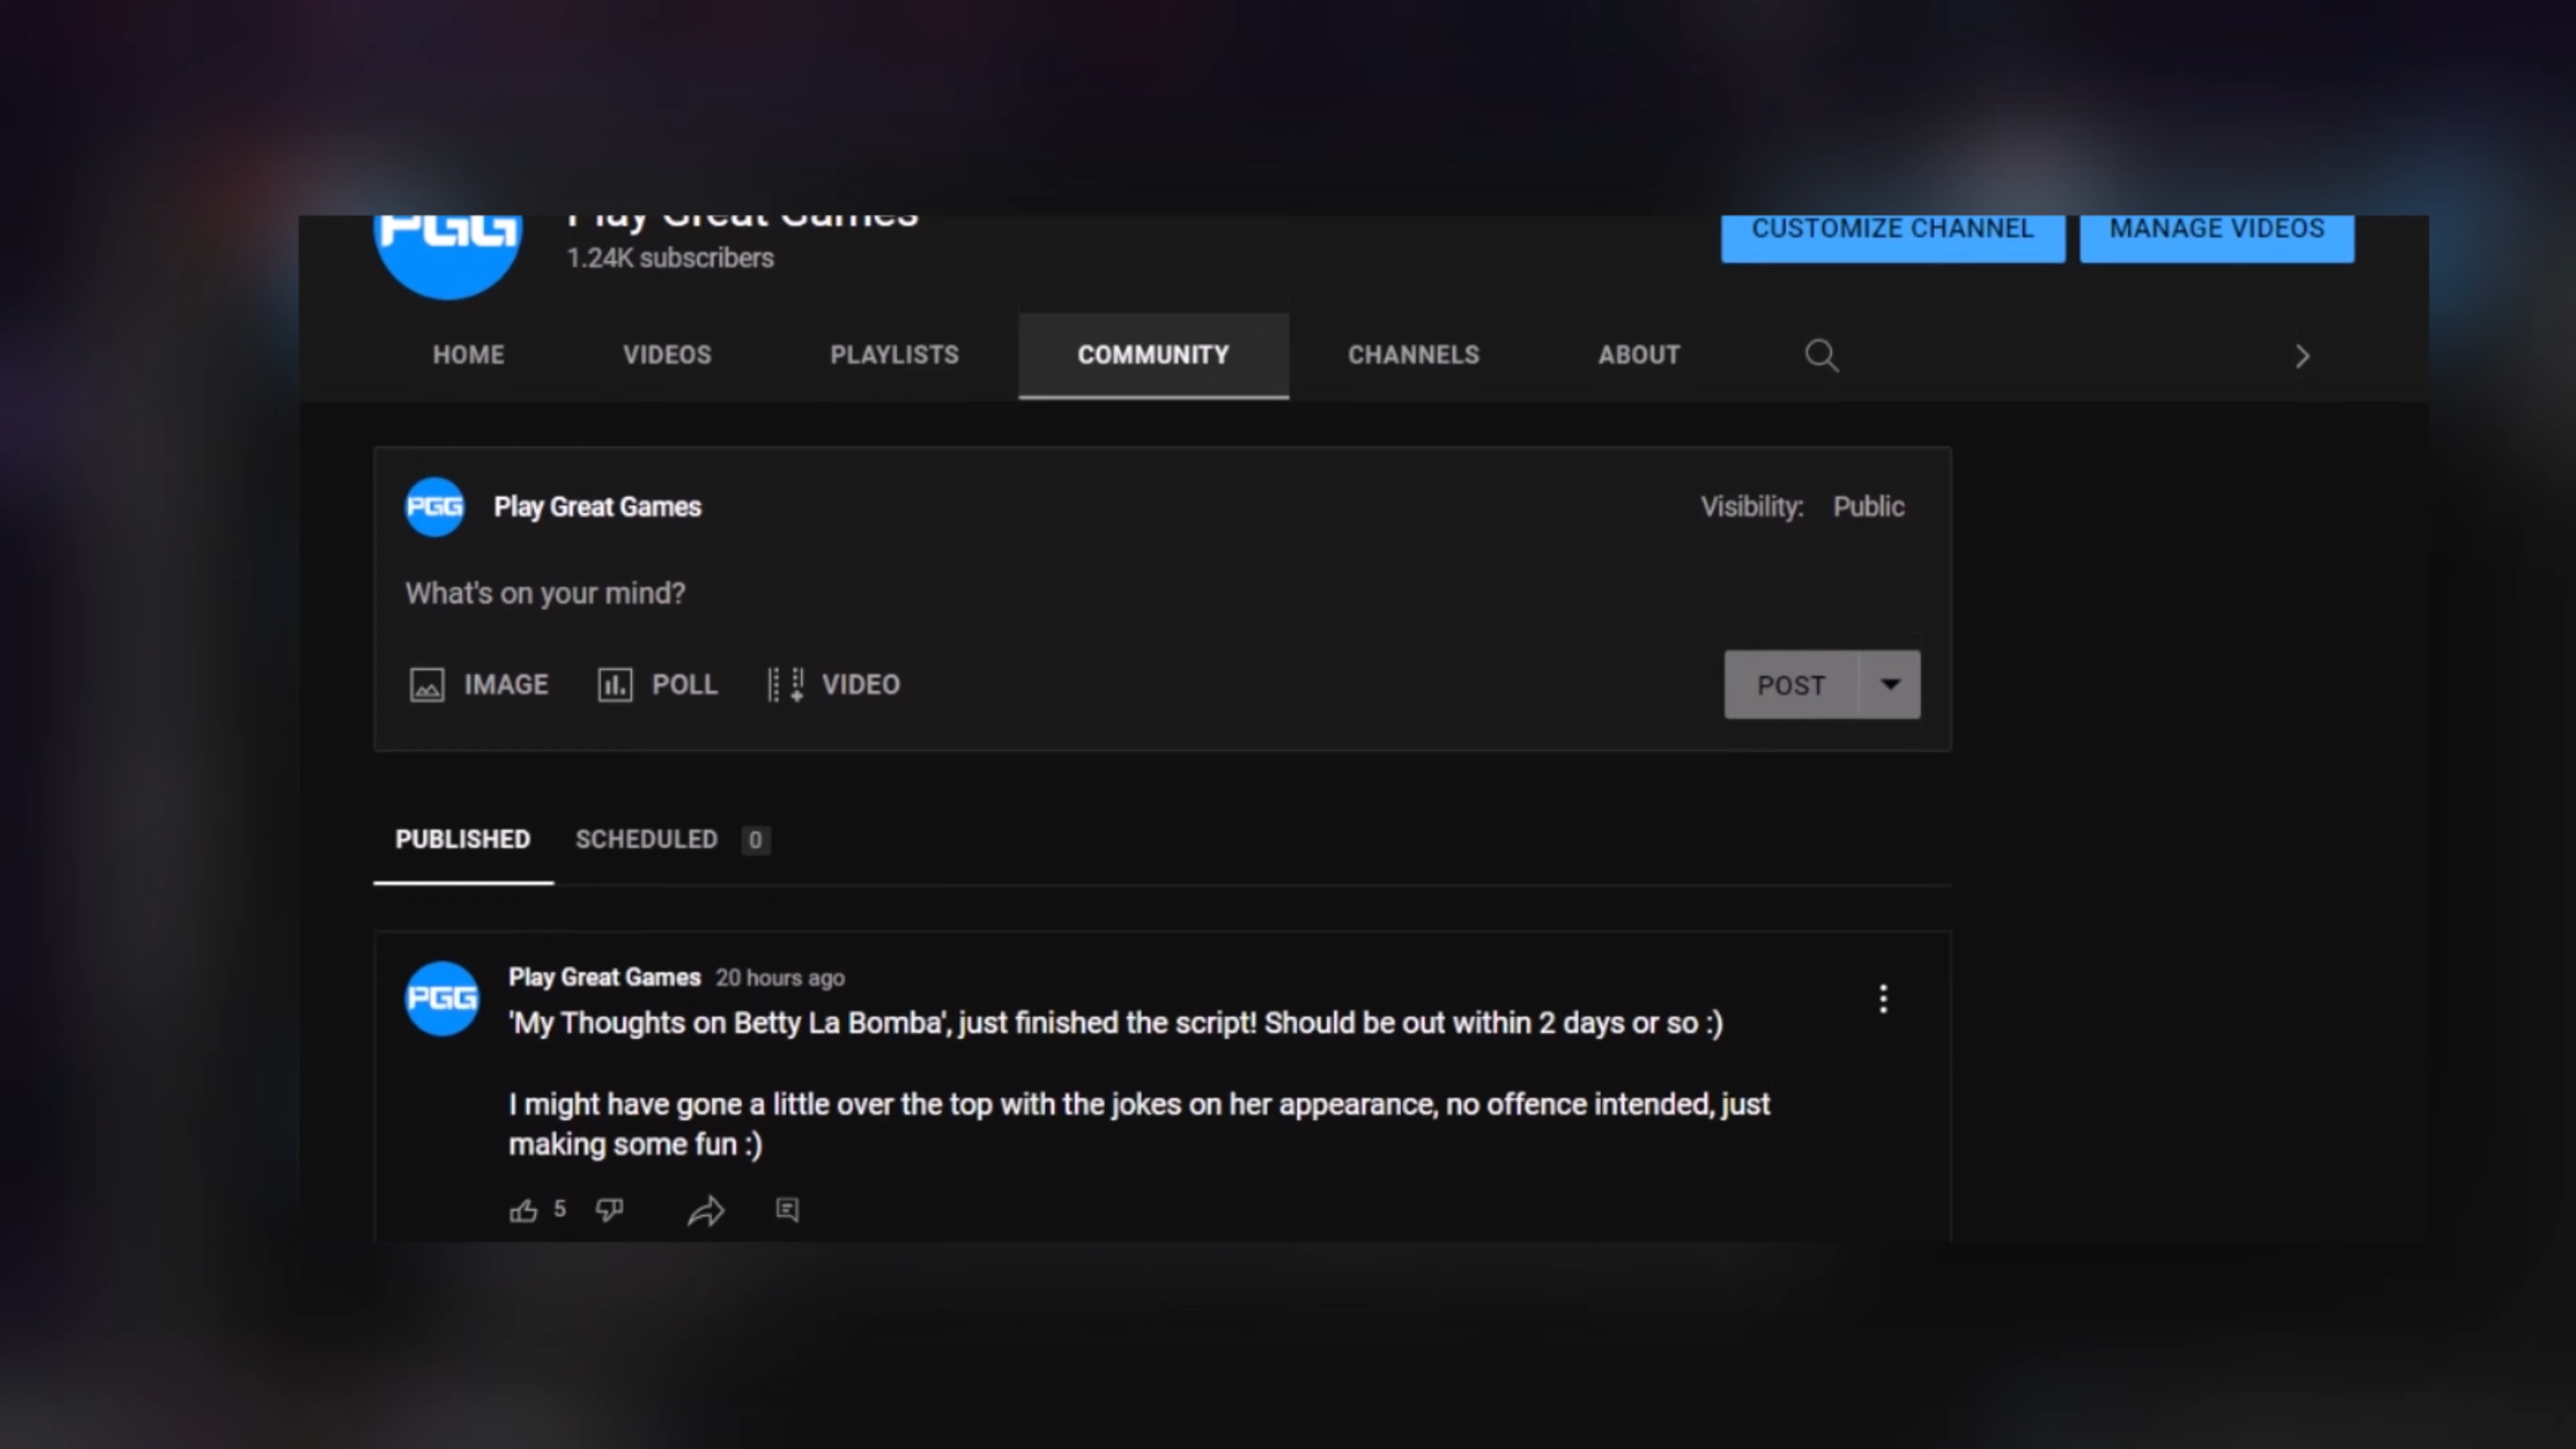 PGG
Play Great Games
1.24K subscribers
CUSTOMIZE CHANNEL
MANAGE VIDEOS
HOME
VIDEOS
PLAYLISTS
COMMUNITY
CHANNELS
ABOUT
PGG
Play Great Games
Visibility: Public
What's on your mind?
IMAGE
POLL
VIDEO
POST
PUBLISHED
SCHEDULED 0
PGG
Play Great Games 20 hours ago
'My Thoughts on Betty La Bomba', just finished the script! Should be out within 2 days or so :)
I might have gone a little over the top with the jokes on her appearance, no offence intended, just
making some fun :)
5